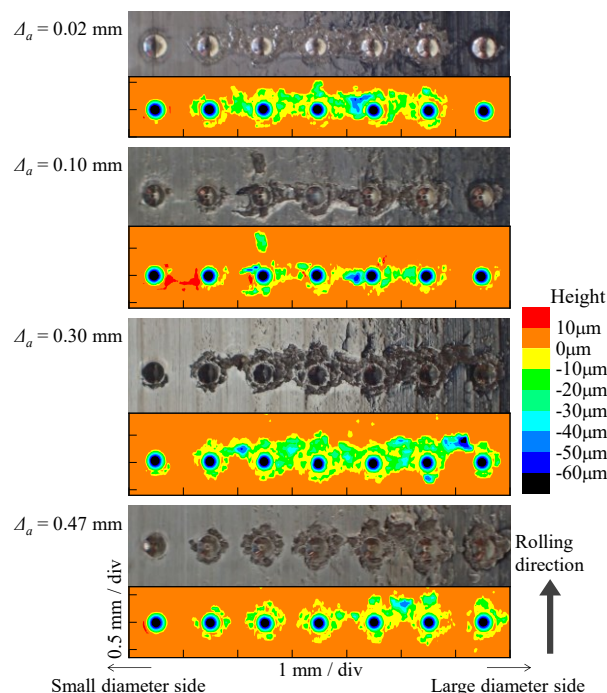 Δa = 0.02 mm
Δa = 0.10 mm
Δa = 0.30 mm
Δa = 0.47 mm
Height
10μm
0μm
-10μm
-20μm
-30μm
-40μm
-50μm
-60μm
Rolling
direction
0.5 mm / div
1 mm / div
Small diameter side
Large diameter side